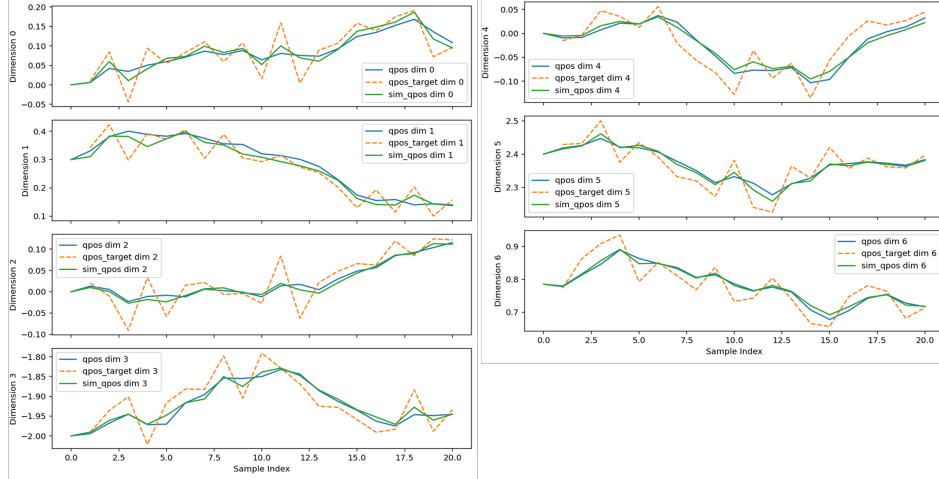 0.20
0.15
0.10
0.05
0.00
−0.05
Dimension 0
qpos dim 0
qpos_target dim 0
sim_qpos dim 0
0.4
0.3
0.2
0.1
Dimension 1
qpos dim 1
qpos_target dim 1
sim_qpos dim 1
0.10
0.05
0.00
−0.05
−0.10
Dimension 2
qpos dim 2
qpos_target dim 2
sim_qpos dim 2
−1.80
−1.85
−1.90
−1.95
−2.00
Dimension 3
qpos dim 3
qpos_target dim 3
sim_qpos dim 3
0.0 2.5 5.0 7.5 10.0 12.5 15.0 17.5 20.0
Sample Index
0.05
0.00
−0.05
−0.10
Dimension 4
qpos dim 4
qpos_target dim 4
sim_qpos dim 4
2.5
2.4
2.3
Dimension 5
qpos dim 5
qpos_target dim 5
sim_qpos dim 5
0.9
0.8
0.7
Dimension 6
qpos dim 6
qpos_target dim 6
sim_qpos dim 6
0.0 2.5 5.0 7.5 10.0 12.5 15.0 17.5 20.0
Sample Index